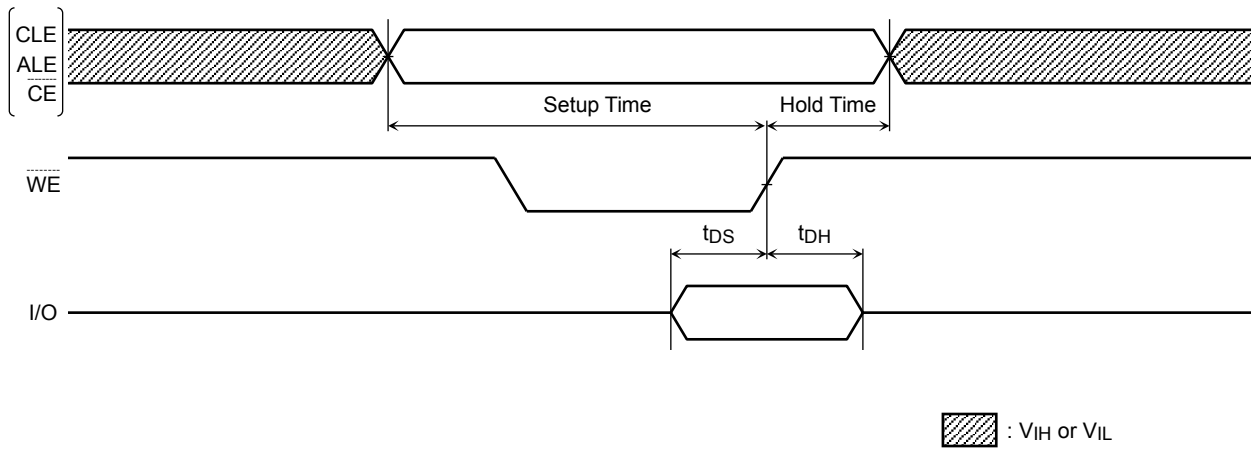 CLE
ALE
CE
Setup Time
Hold Time
WE
tDS
tDH
I/O
: VIH or VIL